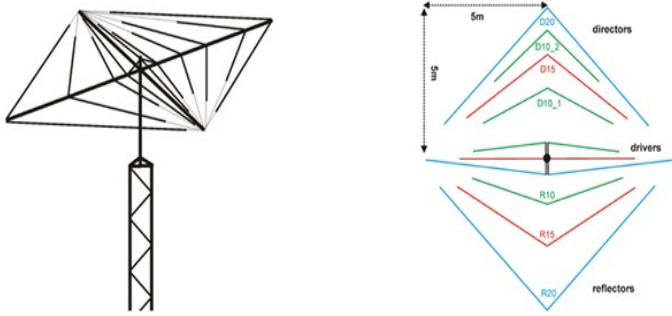 5m
D20
directors
D10_2
5m
D15
D10_1
drivers
R10
R15
R20
reflectors